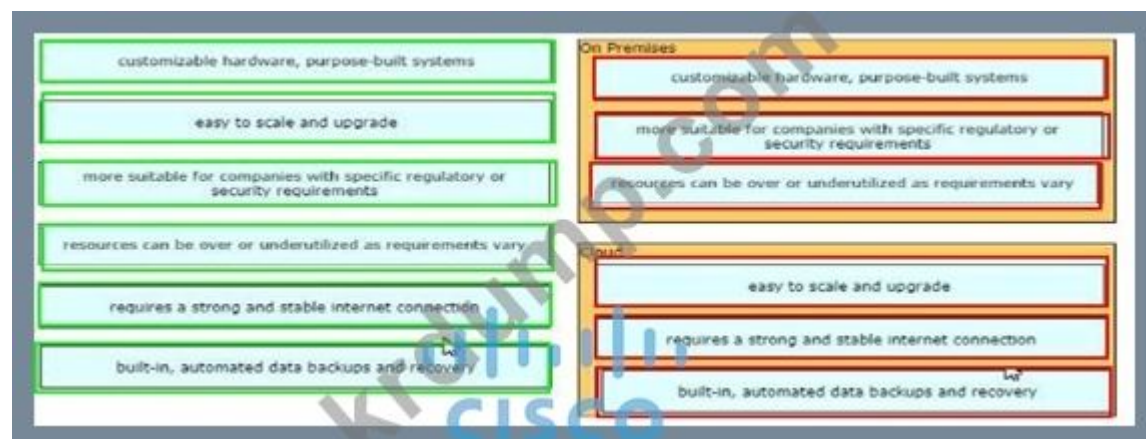 customizable hardware, purpose-built systems
easy to scale and upgrade
more suitable for companies with specific regulatory or
security requirements
resources can be over or underutilized as requirements vary
requires a strong and stable internet connection
built-in, automated data backups and recovery
On Premises
customizable hardware, purpose-built systems
more suitable for companies with specific regulatory or
security requirements
resources can be over or underutilized as requirements vary
Cloud
easy to scale and upgrade
requires a strong and stable internet connection
built-in, automated data backups and recovery
krdump.com
CISCO